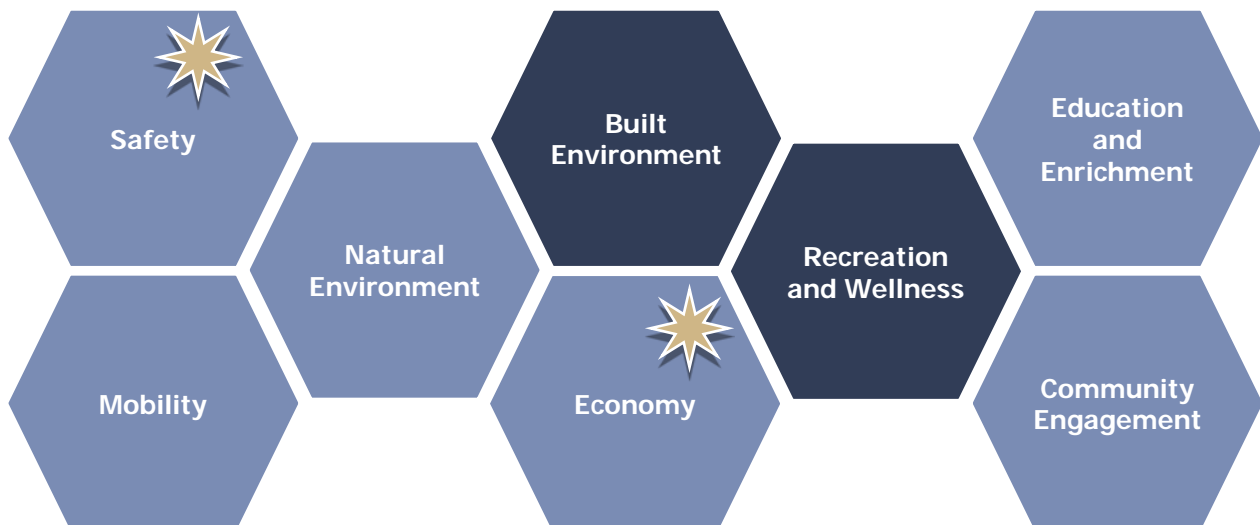 Safety
Built
Environment
Education
and
Enrichment
Natural
Environment
Recreation
and Wellness
Mobility
Economy
Community
Engagement